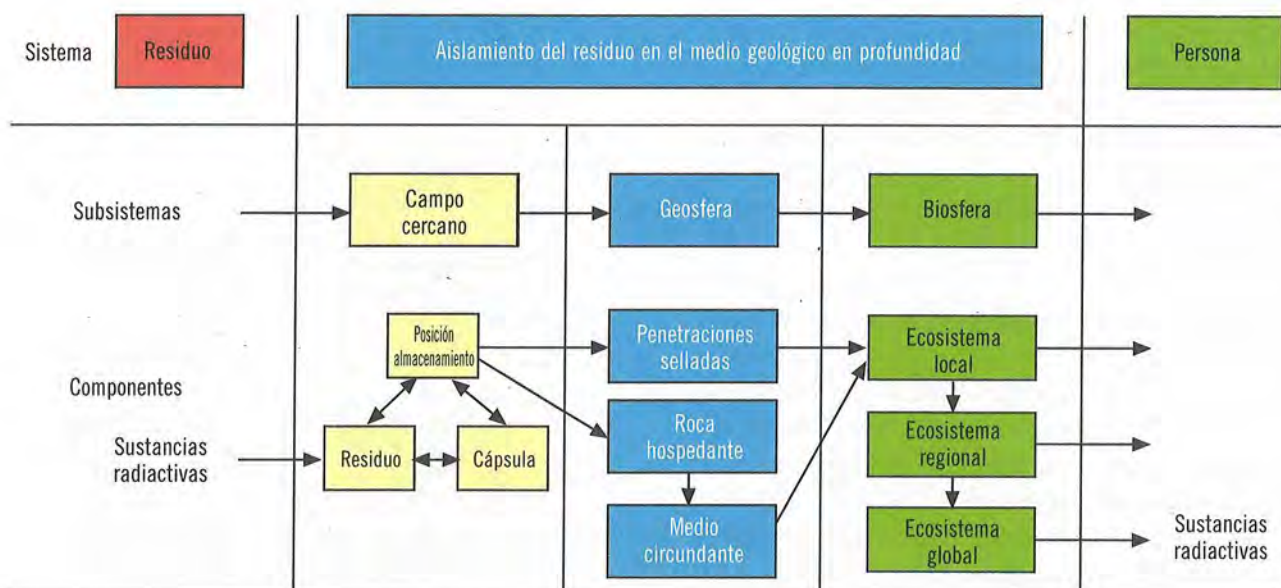 Sistema
Residuo
Aislamiento del residuo en el medio geológico en profundidad
Persona
Subsistemas
Campo
cercano
Geosfera
Biosfera
Componentes
Sustancias
radiactivas
Posición
almacenamiento
Residuo
Cápsula
Penetraciones
selladas
Roca
hospedante
Medio
circundante
Ecosistema
local
Ecosistema
regional
Ecosistema
global
Sustancias
radiactivas